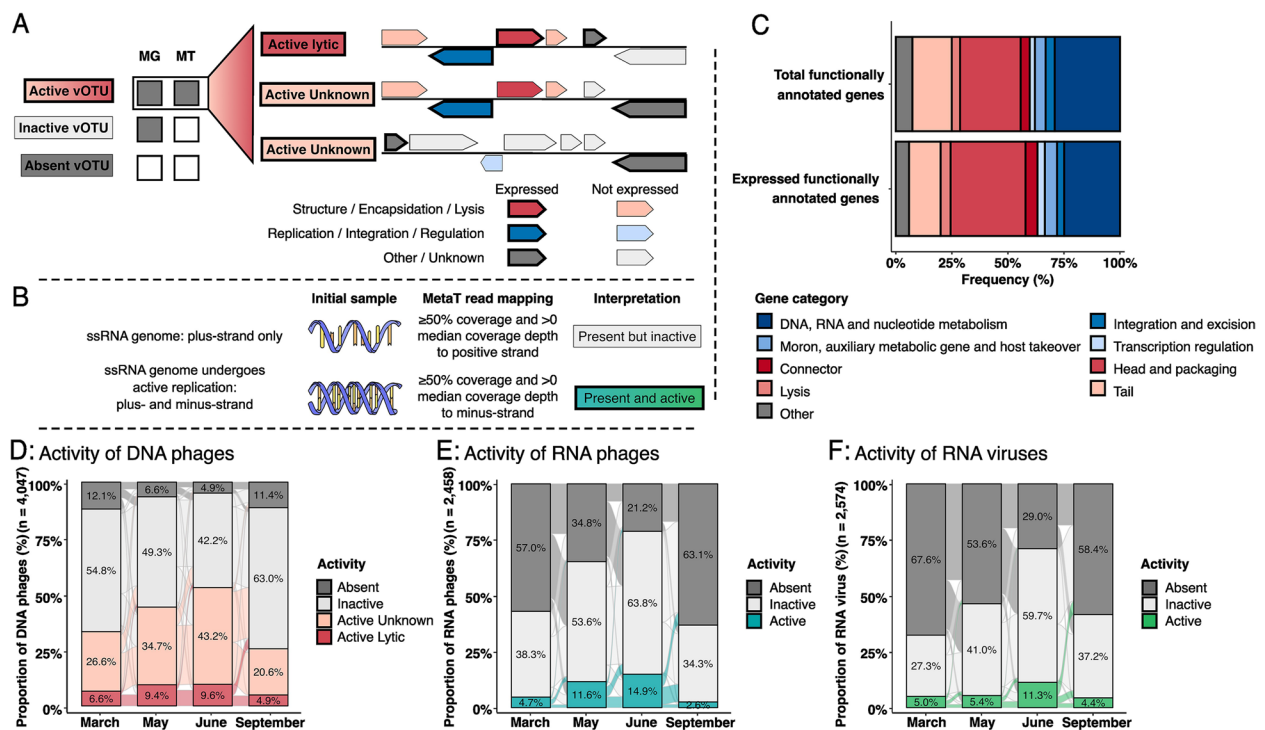 A
MG MT
Active vOTU
Inactive vOTU
Absent vOTU
Active lytic
Active Unknown
Active Unknown
Expressed Not expressed
Structure / Encapsidation / Lysis
Replication / Integration / Regulation
Other / Unknown
B
Initial sample MetaT read mapping Interpretation
ssRNA genome: plus-strand only
≥50% coverage and >0
median coverage depth
to positive strand
Present but inactive
ssRNA genome undergoes
active replication:
plus- and minus-strand
≥50% coverage and >0
median coverage depth
to minus-strand
Present and active
C
Total functionally
annotated genes
Expressed functionally
annotated genes
0% 25% 50% 75% 100%
Frequency (%)
Gene category
DNA, RNA and nucleotide metabolism
Moron, auxiliary metabolic gene and host takeover
Connector
Lysis
Other
Integration and excision
Transcription regulation
Head and packaging
Tail
D: Activity of DNA phages
Proportion of DNA phages (%)(n = 4,047)
100%
75%
50%
25%
0%
12.1% 6.6% 4.9% 11.4%
54.8% 49.3% 42.2% 63.0%
26.6% 34.7% 43.2% 20.6%
6.6% 9.4% 9.6% 4.9%
March May June September
Activity
Absent
Inactive
Active Unknown
Active Lytic
E: Activity of RNA phages
Proportion of RNA phages (%)(n = 2,458)
100%
75%
50%
25%
0%
57.0% 34.8% 21.2% 63.1%
38.3% 53.6% 63.8% 34.3%
4.7% 11.6% 14.9% 2.6%
March May June September
Activity
Absent
Inactive
Active
F: Activity of RNA viruses
Proportion of RNA virus (%)(n = 2,574)
100%
75%
50%
25%
0%
67.6% 53.6% 29.0% 58.4%
27.3% 41.0% 59.7% 37.2%
5.0% 5.4% 11.3% 4.4%
March May June September
Activity
Absent
Inactive
Active